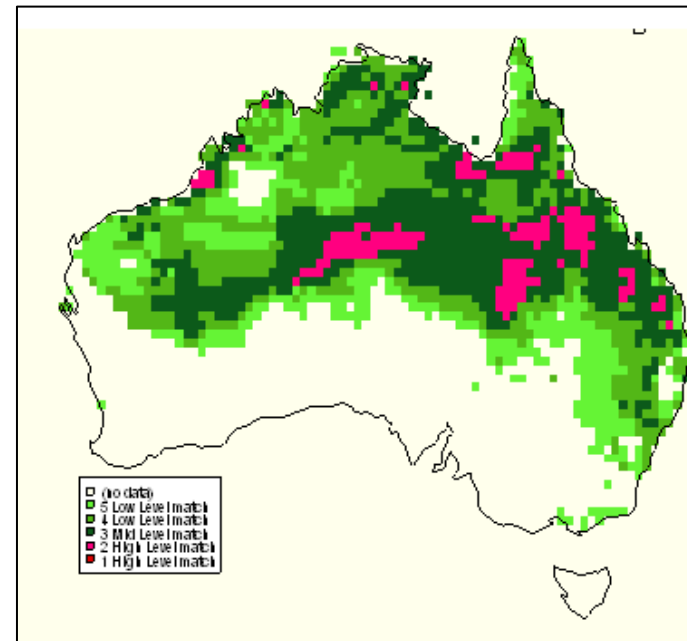 (no data)
5 Low Level match
4 Low Level match
3 Mid Level match
2 High Level match
1 High Level match